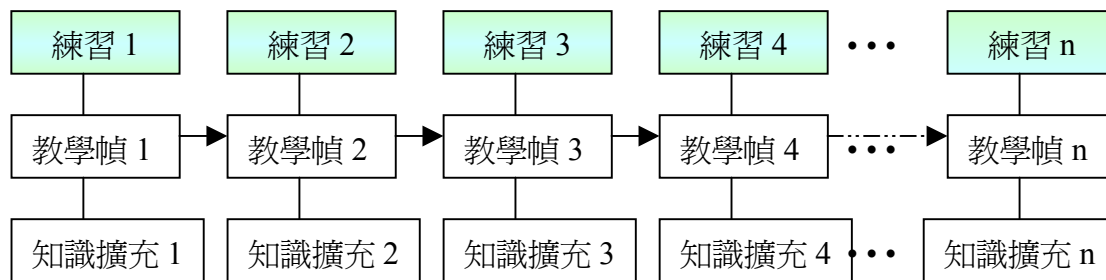 練習 1 練習 2 練習 3 練習 4 ••• 練習 n
教學幀 1 教學幀 2 教學幀 3 教學幀 4 ••• 教學幀 n
知識擴充 1 知識擴充 2 知識擴充 3 知識擴充 4 ••• 知識擴充 n